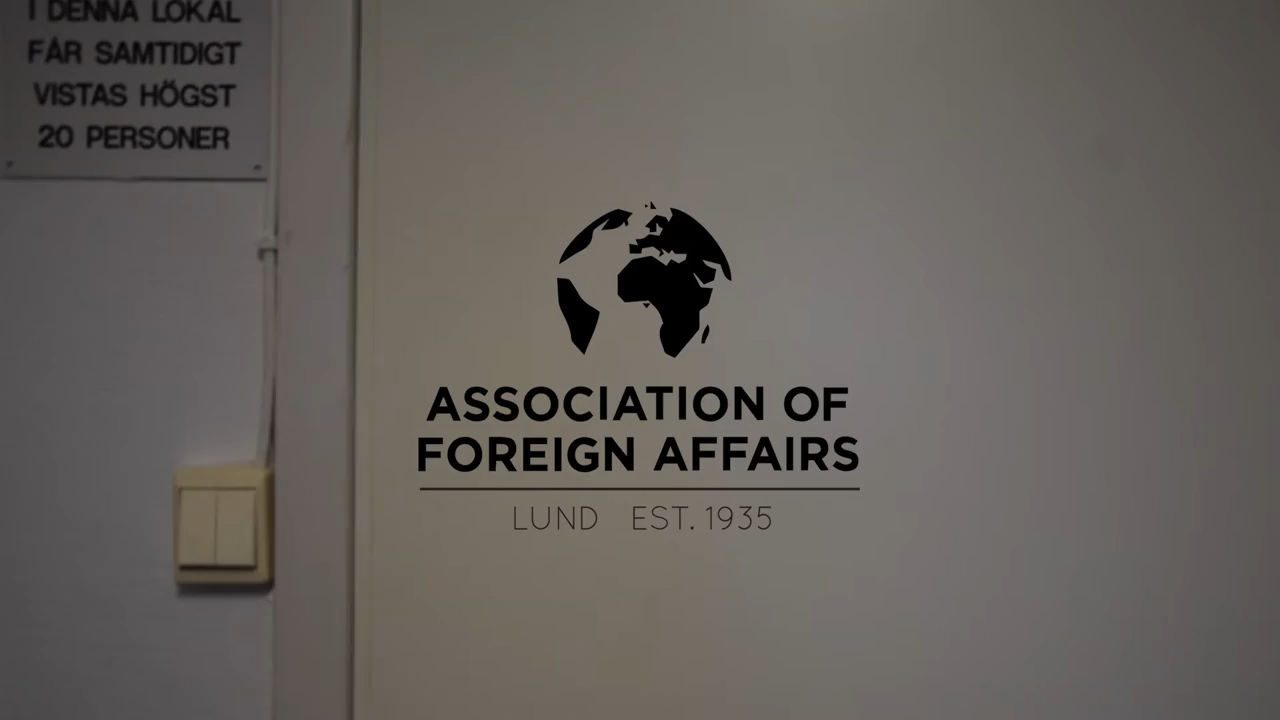 I DENNA LOKAL
FÅR SAMTIDIGT
VISTAS HÖGST
20 PERSONER
ASSOCIATION OF
FOREIGN AFFAIRS
LUND EST. 1935